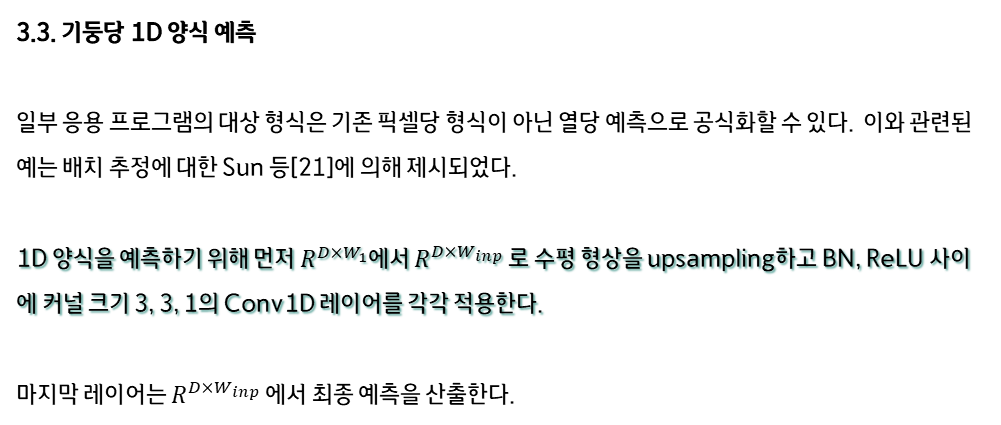 3.3. 기둥당 1D 양식 예측
일부 응용 프로그램의 대상 형식은 기존 픽셀당 형식이 아닌 열당 예측으로 공식화할 수 있다. 이와 관련된
예는 배치 추정에 대한 Sun 등[21]에 의해 제시되었다.
1D 양식을 예측하기 위해 먼저 𝑅^{𝐷×𝑊_1}에서 𝑅^{𝐷×𝑊_{𝑖𝑛𝑝}} 로 수평 형상을 upsampling하고 BN, ReLU 사이
에 커널 크기 3, 3, 1의 Conv1D 레이어를 각각 적용한다.
마지막 레이어는 𝑅^{𝐷×𝑊_{𝑖𝑛𝑝}} 에서 최종 예측을 산출한다.